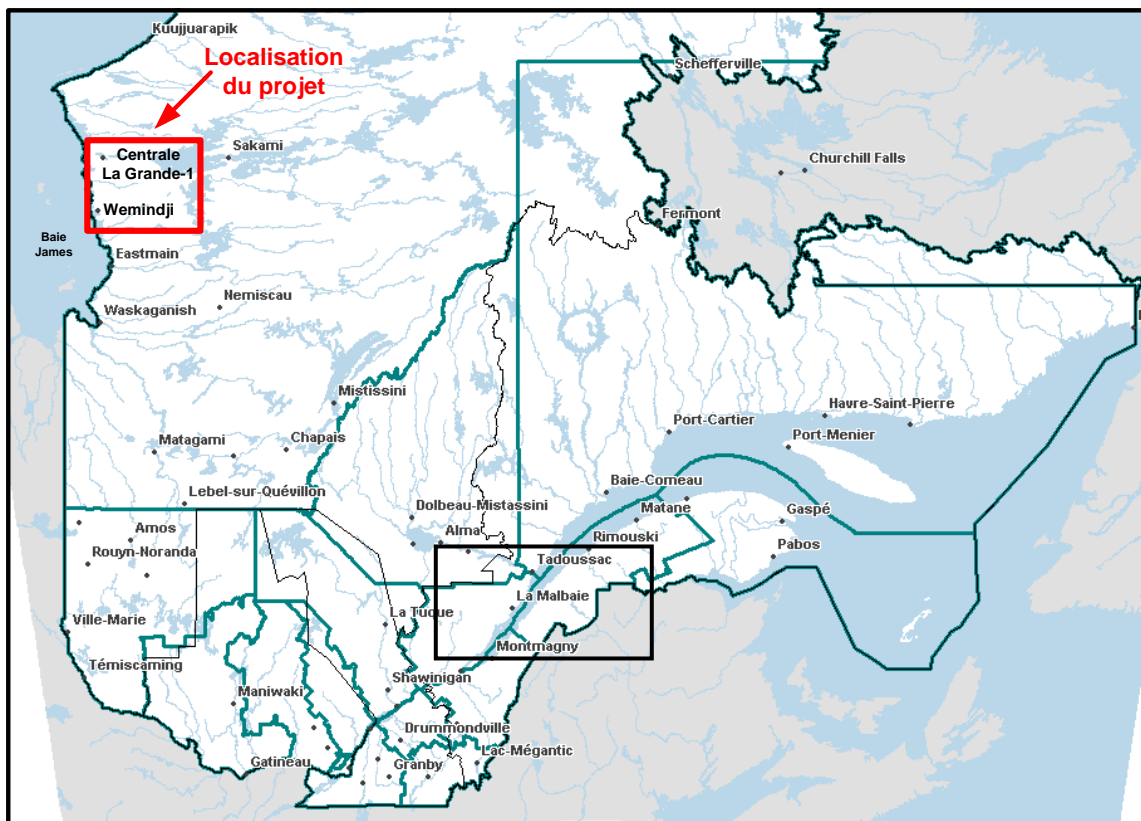 Kuujjuarapik
Localisation
du projet
Schefferville
Centrale
La Grande-1
Sakami
Churchill Falls
Wemindji
Fermont
Baie
James
Eastmain
Nemiscau
Waskaganish
Mistissini
Havre-Saint-Pierre
Port-Cartier
Port-Menier
Matagami
Chapais
Baie-Comeau
Lebel-sur-Quévillon
Dolbeau-Mistassini
Matane
Gaspé
Amos
Alma
Rimouski
Rouyn-Noranda
Pabos
Tadoussac
La Malbaie
La Tuque
Ville-Marie
Montmagny
Témiscaming
Shawinigan
Maniwaki
Drummondville
Lac-Mégantic
Gatineau
Granby